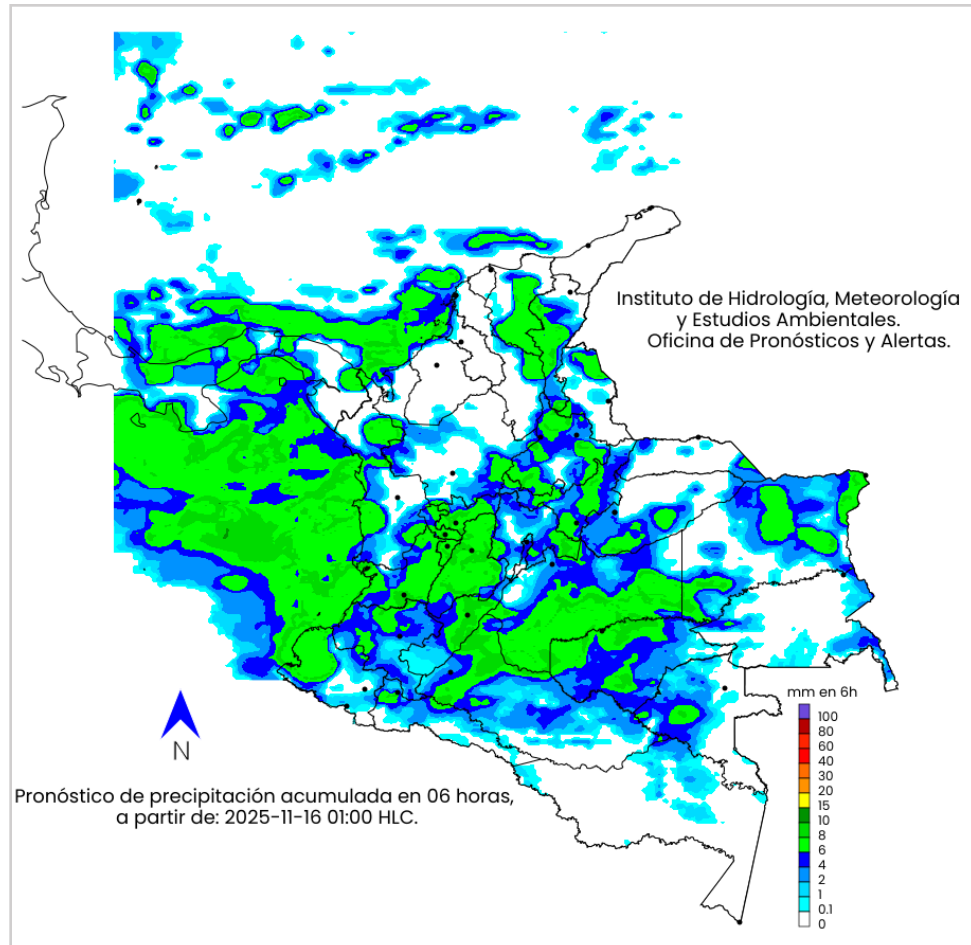 Instituto de Hidrología, Meteorología
y Estudios Ambientales.
Oficina de Pronósticos y Alertas.
mm en 6h
100
80
60
40
30
20
15
10
8
6
4
2
1
0.1
0
N
Pronóstico de precipitación acumulada en 06 horas,
a partir de: 2025-11-16 01:00 HLC.